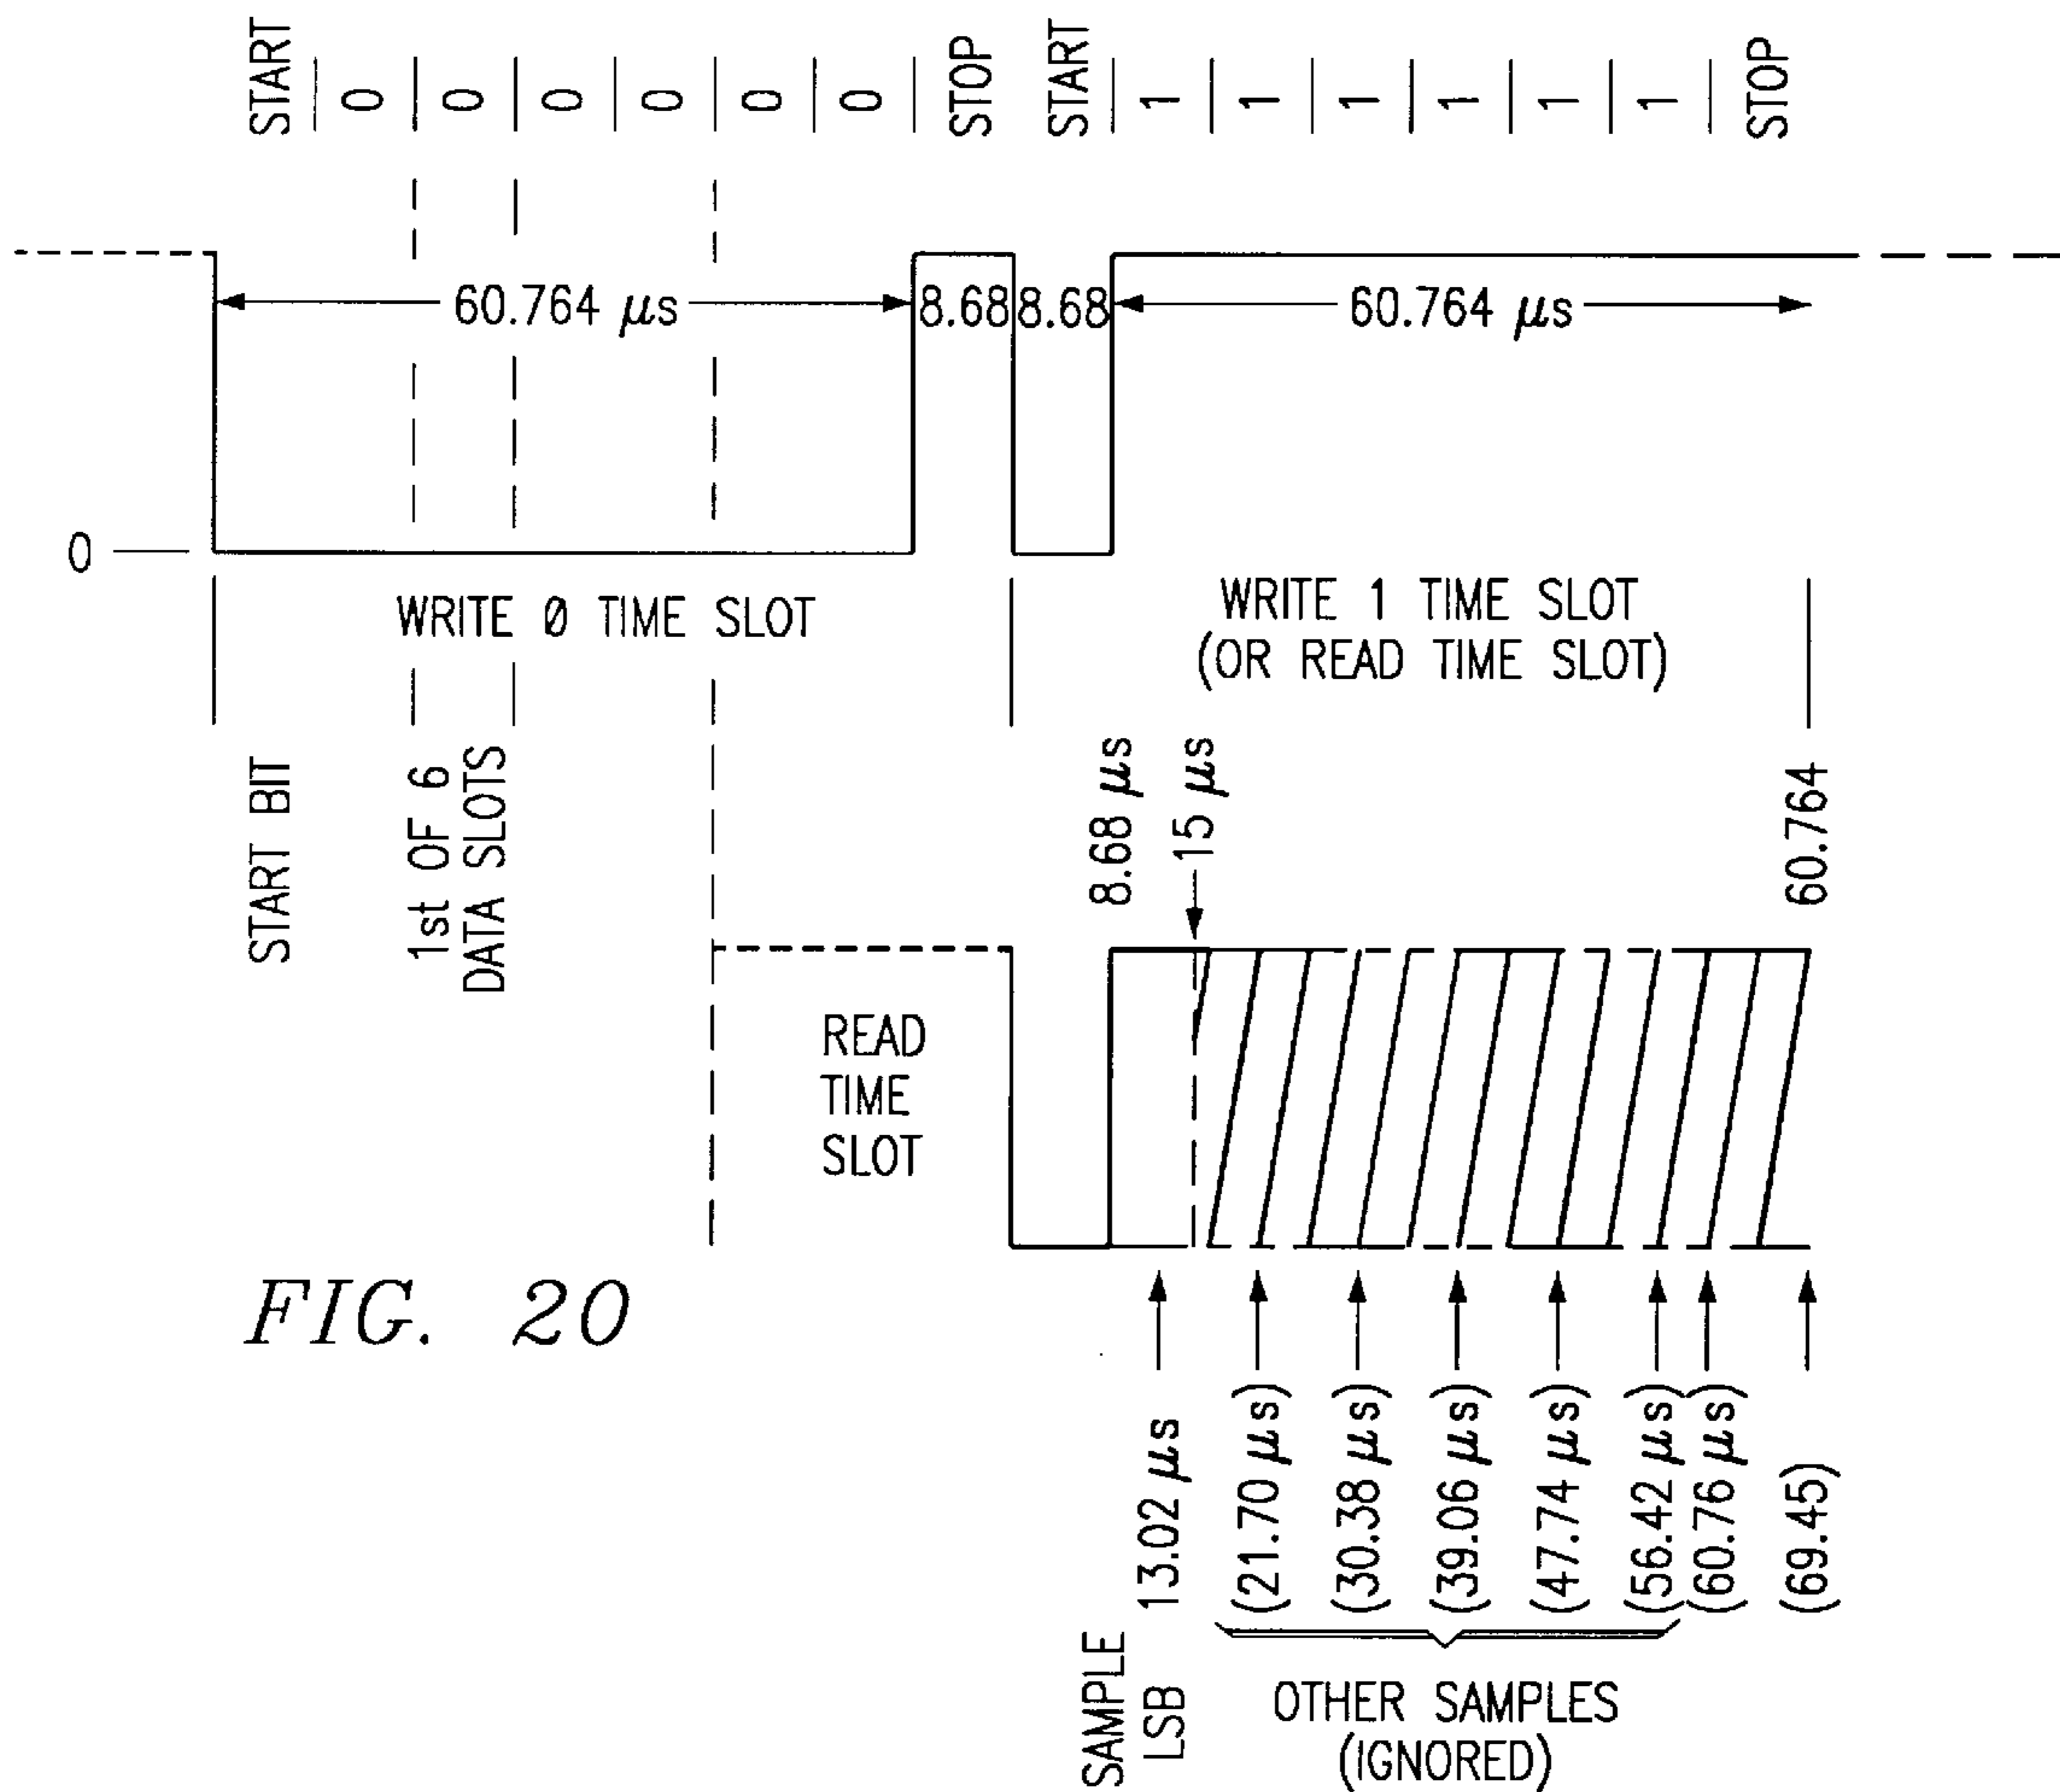 START 0 0 0 0 0 0 STOP START 1 1 1 1 1 1 STOP
60.764 μs 8.68 8.68 60.764 μs
0
WRITE 0 TIME SLOT
WRITE 1 TIME SLOT
(OR READ TIME SLOT)
START BIT
1st OF 6
DATA SLOTS
8.68 μs
15 μs
60.764
READ
TIME
SLOT
FIG. 20
SAMPLE
LSB 13.02 μs
(21.70 μs)
(30.38 μs)
(39.06 μs)
(47.74 μs)
(56.42 μs)
(60.76 μs)
(69.45)
OTHER SAMPLES
(IGNORED)